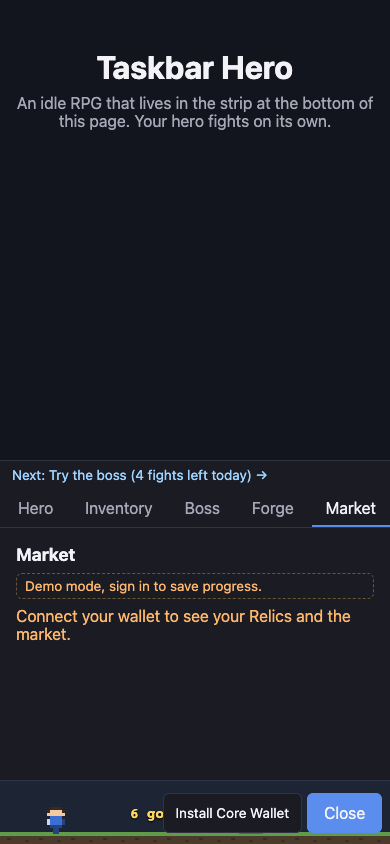 Taskbar Hero
An idle RPG that lives in the strip at the bottom of
this page. Your hero fights on its own.
Next: Try the boss (4 fights left today) →
Hero Inventory Boss Forge Market
Market
Demo mode, sign in to save progress.
Connect your wallet to see your Relics and the
market.
6 go Install Core Wallet Close